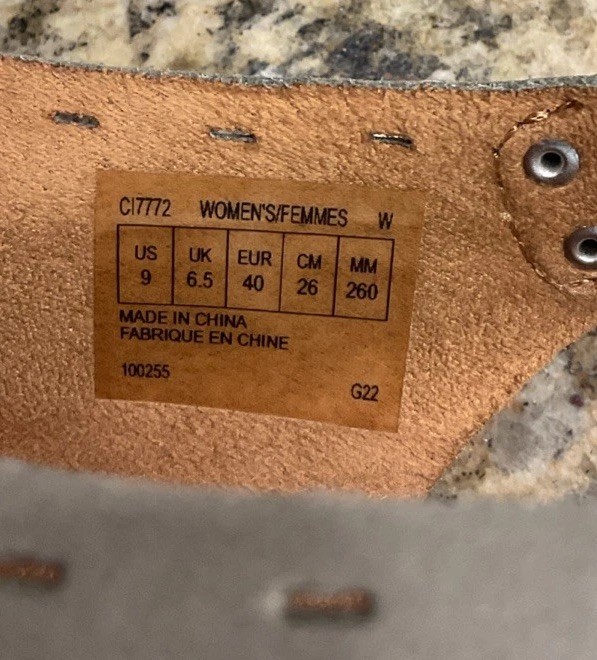 CI7772 WOMEN'S/FEMMES W
US UK EUR CM MM
9 6.5 40 26 260
MADE IN CHINA
FABRIQUE EN CHINE
100255
G22